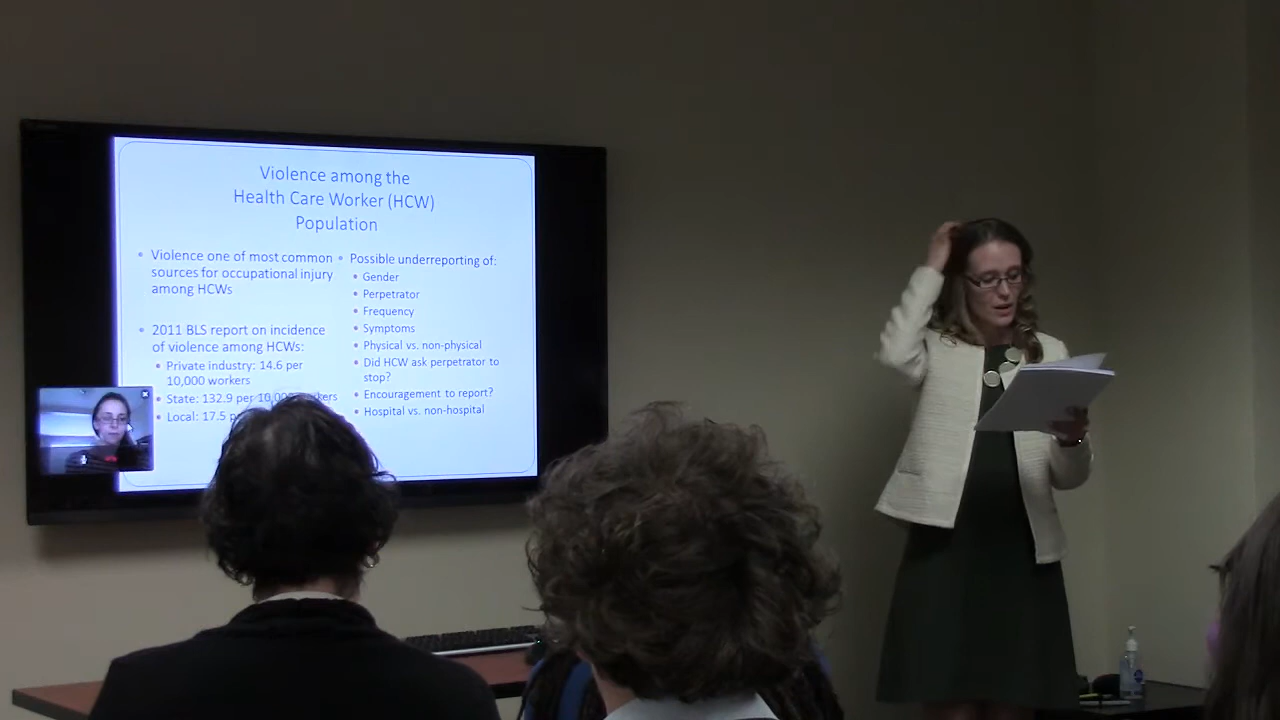 Violence among the
Health Care Worker (HCW)
Population
• Violence one of most common
sources for occupational injury
among HCWs
• 2011 BLS report on incidence
of violence among HCWs:
• Private industry: 14.6 per
10,000 workers
• State: 132.9 per 10,000 workers
• Local: 17.5
• Possible underreporting of:
• Gender
• Perpetrator
• Frequency
• Symptoms
• Physical vs. non-physical
• Did HCW ask perpetrator to
stop?
• Encouragement to report?
• Hospital vs. non-hospital